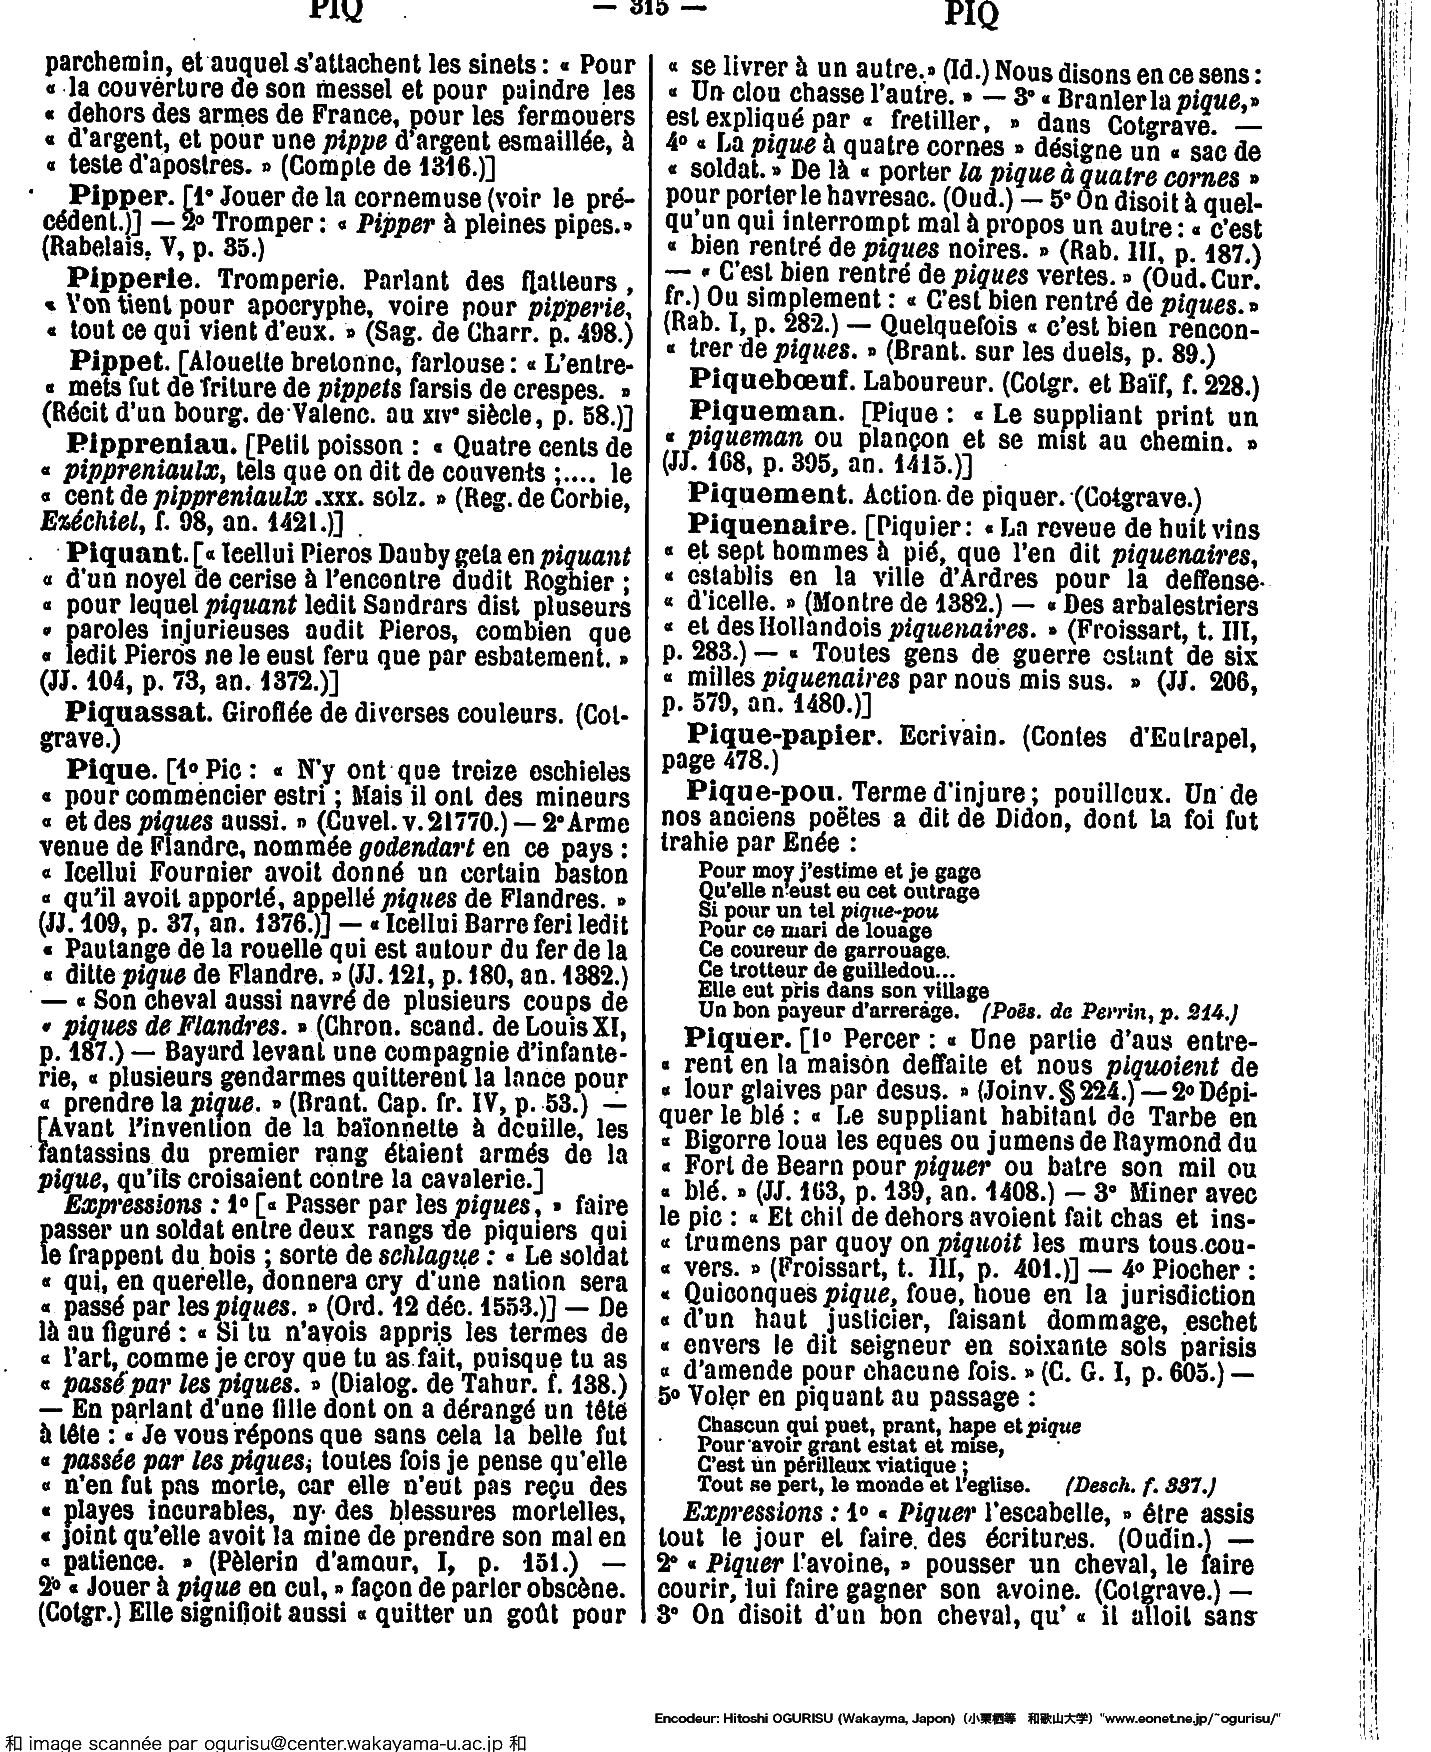 PIQ — 315 — PIQ
parchemin, et auquel s'attachent les sinets : « Pour
« la couverture de son messel et pour paindre les
« dehors des armes de France, pour les fermouers
« d'argent, et pour une pippe d'argent esmaillée, à
« teste d'apostres. » (Compte de 1316.)]
Pipper. [1° Jouer de la cornemuse (voir le pré-
cédent.)] — 2° Tromper : « Pipper à pleines pipes. »
(Rabelais, V, p. 35.)
Pipperie. Tromperie. Parlant des flatteurs ,
« l'on tient pour apocryphe, voire pour pipperie,
« tout ce qui vient d'eux. » (Sag. de Charr. p. 498.)
Pippet. [Alouette bretonne, farlouse : « L'entre-
« mets fut de friture de pippets farsis de crespes. »
(Récit d'un bourg. de Valenc. au XIVe siècle, p. 58.)]
Pippreniau. [Petit poisson : « Quatre cents de
« pippreniaulx, tels que on dit de couvents ;.... le
« cent de pippreniaulx .xxx. solz. » (Reg. de Corbie,
Ezéchiel, f. 98, an. 1421.)]
Piquant. [« Icellui Pieros Dauby geta en piquant
« d'un noyel de cerise à l'encontre dudit Roghier ;
« pour lequel piquant ledit Sandrars dist pluseurs
« paroles injurieuses audit Pieros, combien que
« ledit Pieros ne le eust feru que par esbatement. »
(JJ. 104, p. 73, an. 1372.)]
Piquassat. Giroflée de diverses couleurs. (Cot-
grave.)
Pique. [1° Pic : « N'y ont que treize eschieles
« pour commencier estri ; Mais il ont des mineurs
« et des piques aussi. » (Cuvel. v. 21770.) — 2° Arme
venue de Flandre, nommée godendart en ce pays :
« Icellui Fournier avoit donné un certain baston
« qu'il avoit apporté, appellé piques de Flandres. »
(JJ. 109, p. 37, an. 1376.)] — « Icellui Barre feri ledit
« Pautange de la rouelle qui est autour du fer de la
« ditte pique de Flandre. » (JJ. 121, p. 180, an. 1382.)
— « Son cheval aussi navré de plusieurs coups de
« piques de Flandres. » (Chron. scand. de Louis XI,
p. 187.) — Bayard levant une compagnie d'infante-
rie, « plusieurs gendarmes quitterent la lance pour
« prendre la pique. » (Brant. Cap. fr. IV, p. 53.) —
[Avant l'invention de la baïonnette à douille, les
fantassins du premier rang étaient armés de la
pique, qu'ils croisaient contre la cavalerie.]
Expressions : 1° [« Passer par les piques, » faire
passer un soldat entre deux rangs de piquiers qui
le frappent du bois ; sorte de schlague : « Le soldat
« qui, en querelle, donnera cry d'une nation sera
« passé par les piques. » (Ord. 12 déc. 1553.)] — De
là au figuré : « Si tu n'avois appris les termes de
« l'art, comme je croy que tu as fait, puisque tu as
« passé par les piques. » (Dialog. de Tahur. f. 138.)
— En parlant d'une fille dont on a dérangé un tête
à tête : « Je vous répons que sans cela la belle fut
« passée par les piques; toutes fois je pense qu'elle
« n'en fut pas morte, car elle n'eut pas reçu des
« playes incurables, ny des blessures mortelles,
« joint qu'elle avoit la mine de prendre son mal en
« patience. » (Pèlerin d'amour, I, p. 151.) —
2° « Jouer à pique en cul, » façon de parler obscène.
(Cotgr.) Elle signifioit aussi « quitter un goût pour
« se livrer à un autre. » (Id.) Nous disons en ce sens :
« Un clou chasse l'autre. » — 3° « Branler la pique, »
est expliqué par « fretiller, » dans Cotgrave. —
4° « La pique à quatre cornes » désigne un « sac de
« soldat. » De là « porter la pique à quatre cornes »
pour porter le havresac. (Oud.) — 5° On disoit à quel-
qu'un qui interrompt mal à propos un autre : « c'est
« bien rentré de piques noires. » (Rab. III, p. 187.)
— « C'est bien rentré de piques vertes. » (Oud. Cur.
fr.) Ou simplement : « C'est bien rentré de piques. »
(Rab. I, p. 282.) — Quelquefois « c'est bien rencon-
« trer de piques. » (Brant. sur les duels, p. 89.)
Piquebœuf. Laboureur. (Cotgr. et Baïf, f. 228.)
Piqueman. [Pique : « Le suppliant print un
« piqueman ou plançon et se mist au chemin. »
(JJ. 168, p. 395, an. 1415.)]
Piquement. Action de piquer. (Cotgrave.)
Piquenaire. [Piquier : « La reveue de huit vins
« et sept hommes à pié, que l'en dit piquenaires,
« establis en la ville d'Ardres pour la deffense
« d'icelle. » (Montre de 1382.) — « Des arbalestriers
« et des Hollandois piquenaires. » (Froissart, t. III,
p. 283.) — « Toutes gens de guerre estant de six
« milles piquenaires par nous mis sus. » (JJ. 206,
p. 579, an. 1480.)]
Pique-papier. Ecrivain. (Contes d'Eutrapel,
page 478.)
Pique-pou. Terme d'injure ; pouilleux. Un de
nos anciens poëtes a dit de Didon, dont la foi fut
trahie par Enée :
Pour moy j'estime et je gage
Qu'elle n'eust eu cet outrage
Si pour un tel pique-pou
Pour ce mari de louage
Ce coureur de garrouage.
Ce trotteur de guilledou...
Elle eut pris dans son village
Un bon payeur d'arrerage. (Poës. de Perrin, p. 214.)
Piquer. [1° Percer : « Une partie d'aus entre-
« rent en la maison deffaite et nous piquoient de
« lour glaives par desus. » (Joinv. § 224.) — 2° Dépi-
quer le blé : « Le suppliant habitant de Tarbe en
« Bigorre loua les eques ou jumens de Raymond du
« Fort de Bearn pour piquer ou batre son mil ou
« blé. » (JJ. 163, p. 139, an. 1408.) — 3° Miner avec
le pic : « Et chil de dehors avoient fait chas et ins-
« trumens par quoy on piquoit les murs tous cou-
« vers. » (Froissart, t. III, p. 401.)] — 4° Piocher :
« Quiconques pique, foue, houe en la jurisdiction
« d'un haut justicier, faisant dommage, eschet
« envers le dit seigneur en soixante sols parisis
« d'amende pour chacune fois. » (C. G. I, p. 605.) —
5° Voler en piquant au passage :
Chascun qui puet, prant, hape et pique
Pour avoir grant estat et mise,
C'est un périlleux viatique ;
Tout se pert, le monde et l'eglise. (Desch. f. 337.)
Expressions : 1° « Piquer l'escabelle, » être assis
tout le jour et faire des écritures. (Oudin.) —
2° « Piquer l'avoine, » pousser un cheval, le faire
courir, lui faire gagner son avoine. (Cotgrave.) —
3° On disoit d'un bon cheval, qu' « il alloit sans
Encodeur: Hitoshi OGURISU (Wakayma, Japon) (小栗栖等 和歌山大学) "www.eonet.ne.jp/~ogurisu/"
和 image scannée par ogurisu@center.wakayama-u.ac.jp 和